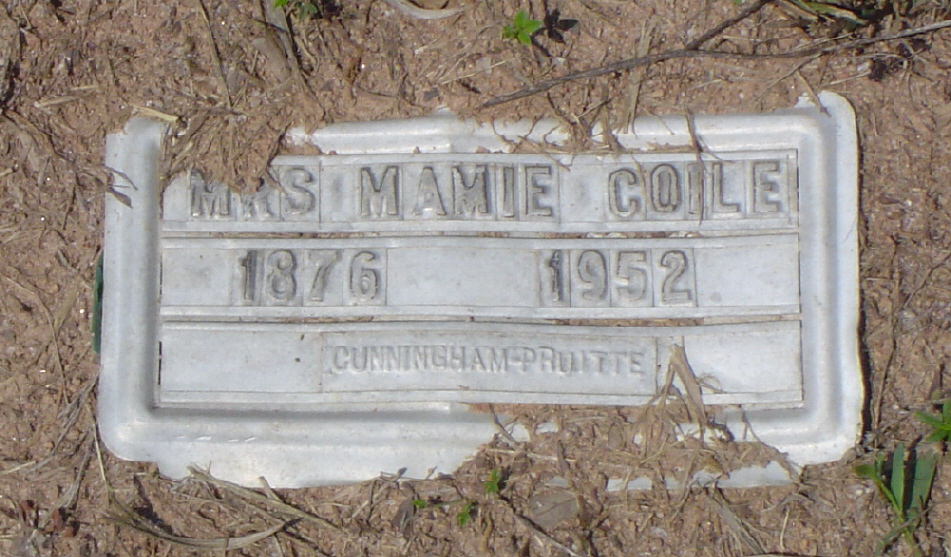 MRS MAMIE COILE
1876 1952
CUNNINGHAM-PRUITTE